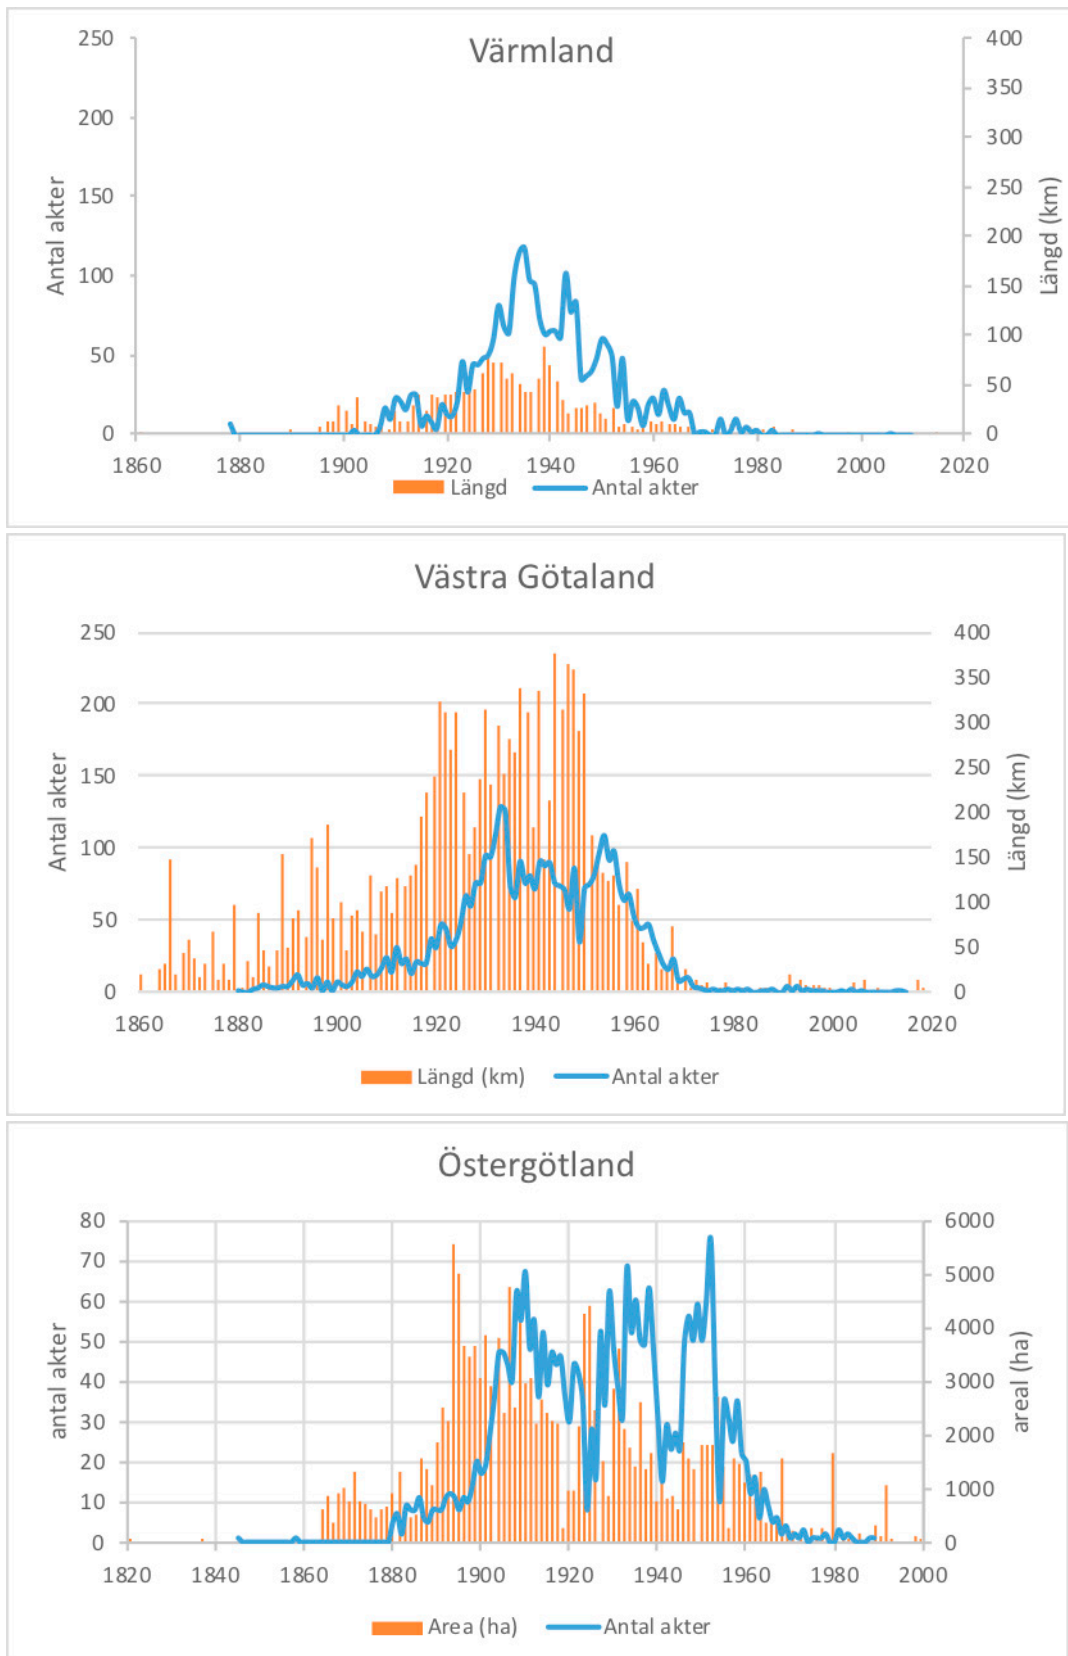 Värmland
250 400
350
200
300
150 250
200
100
150
100
50
50
0 0
Antal akter
Längd (km)
1860 1880 1900 1920 1940 1960 1980 2000 2020
Längd Antal akter
Västra Götaland
250 400
350
200
300
150 250
200
100
150
100
50
50
0 0
Antal akter
Längd (km)
1860 1880 1900 1920 1940 1960 1980 2000 2020
Längd (km) Antal akter
Östergötland
80 6000
70
5000
60
50 4000
40 3000
30
2000
20
10 1000
0 0
antal akter
areal (ha)
1820 1840 1860 1880 1900 1920 1940 1960 1980 2000
Area (ha) Antal akter